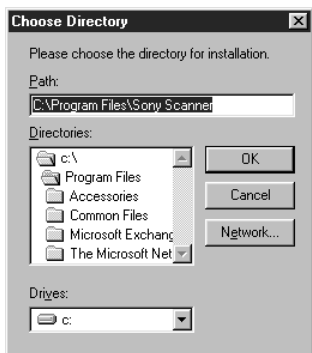 Choose Directory
Please choose the directory for installation.
Path:
C:\Program Files\Sony Scanner
Directories:
c:\
Program Files
Accessories
Common Files
Microsoft Exchang
The Microsoft Net
OK
Cancel
Network...
Drives:
c: